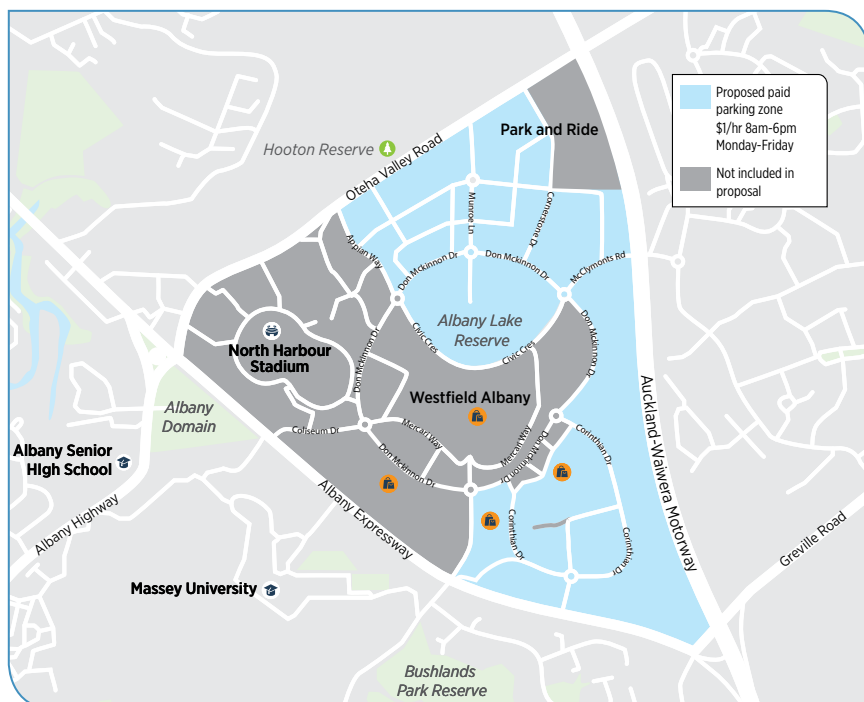 Proposed paid
parking zone
$1/hr 8am-6pm
Monday-Friday
Not included in
proposal
Park and Ride
Hooton Reserve
Oteha Valley Road
Munroe Ln
Cornerstone Dr
Appian Way
Don Mckinnon Dr
Don Mckinnon Dr
McClymonts Rd
Albany Lake
Reserve
Civic Cres
Civic Cres
Don Mckinnon Dr
Don Mckinnon Dr
North Harbour
Stadium
Westfield Albany
Albany
Domain
Coliseum Dr
Mercari Way
Mercari Way
Don Mckinnon Dr
Don Mckinnon Dr
Corinthian Dr
Corinthian Dr
Corinthian Dr
Auckland-Waiwera Motorway
Albany Senior
HIgh School
Albany Highway
Albany Expressway
Greville Road
Massey University
Bushlands
Park Reserve